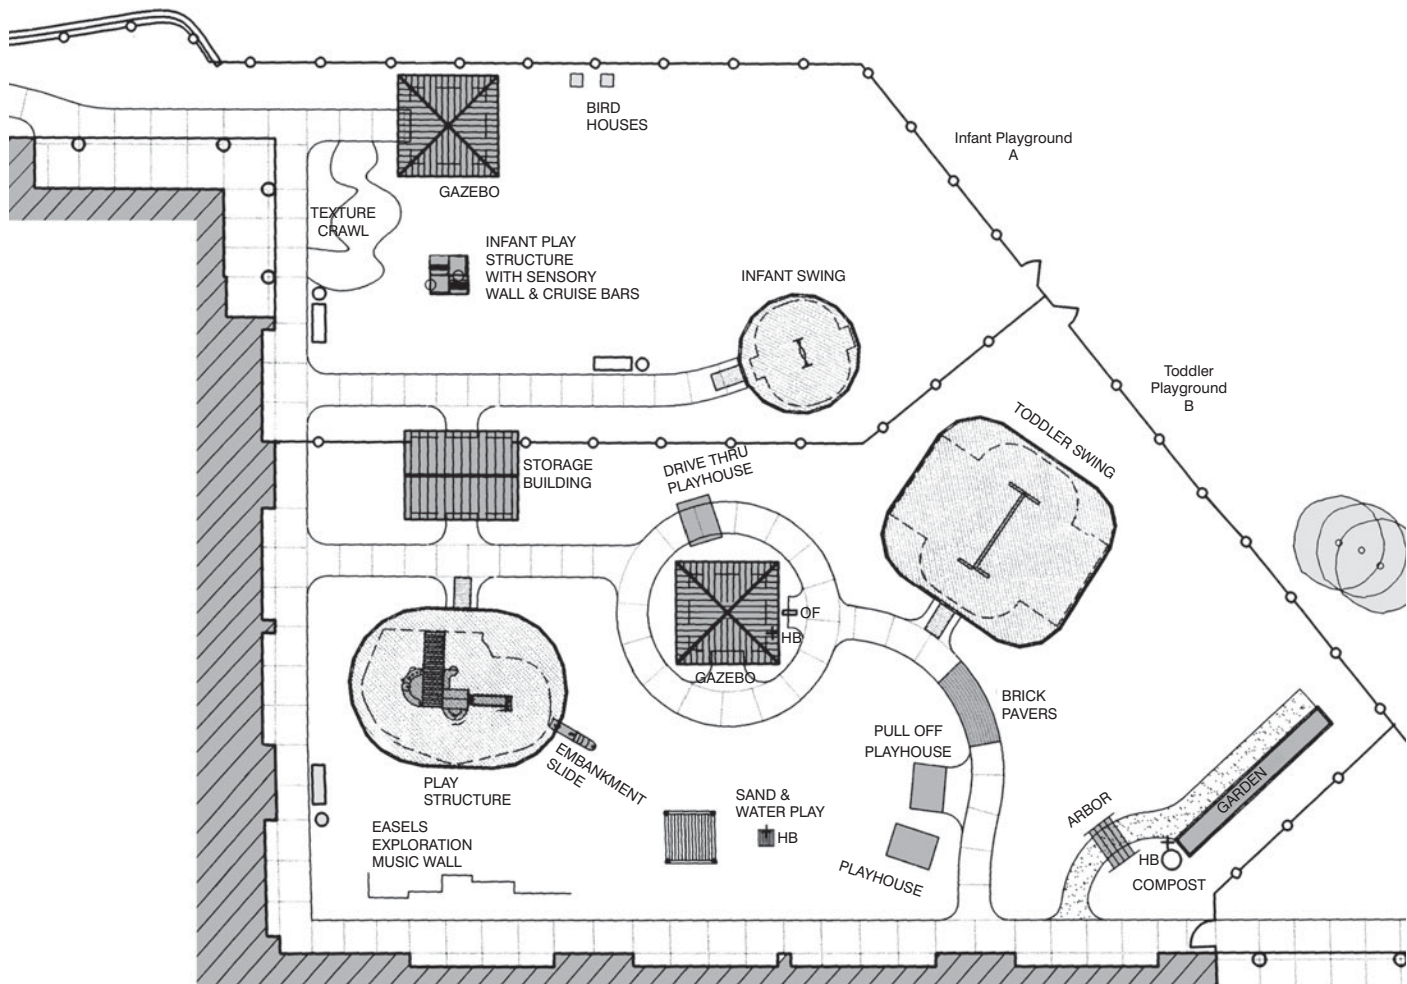 BIRD
HOUSES
Infant Playground
A
GAZEBO
TEXTURE
CRAWL
INFANT PLAY
STRUCTURE
WITH SENSORY
WALL & CRUISE BARS
INFANT SWING
Toddler
Playground
B
TODDLER SWING
STORAGE
BUILDING
DRIVE THRU
PLAYHOUSE
OF
HB
GAZEBO
BRICK
PAVERS
PULL OFF
PLAYHOUSE
EMBANKMENT
SLIDE
PLAY
STRUCTURE
SAND &
WATER PLAY
HB
GARDEN
ARBOR
EASELS
EXPLORATION
MUSIC WALL
PLAYHOUSE
HB
COMPOST